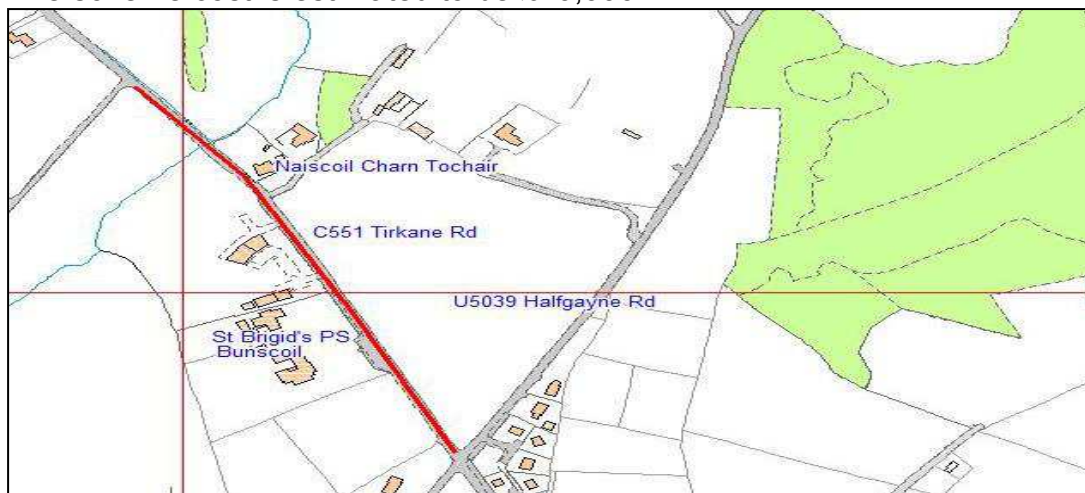 Naiscoil Charn Tochair
C551 Tirkane Rd
U5039 Halfgayne Rd
St Brigid's PS
Bunscoil